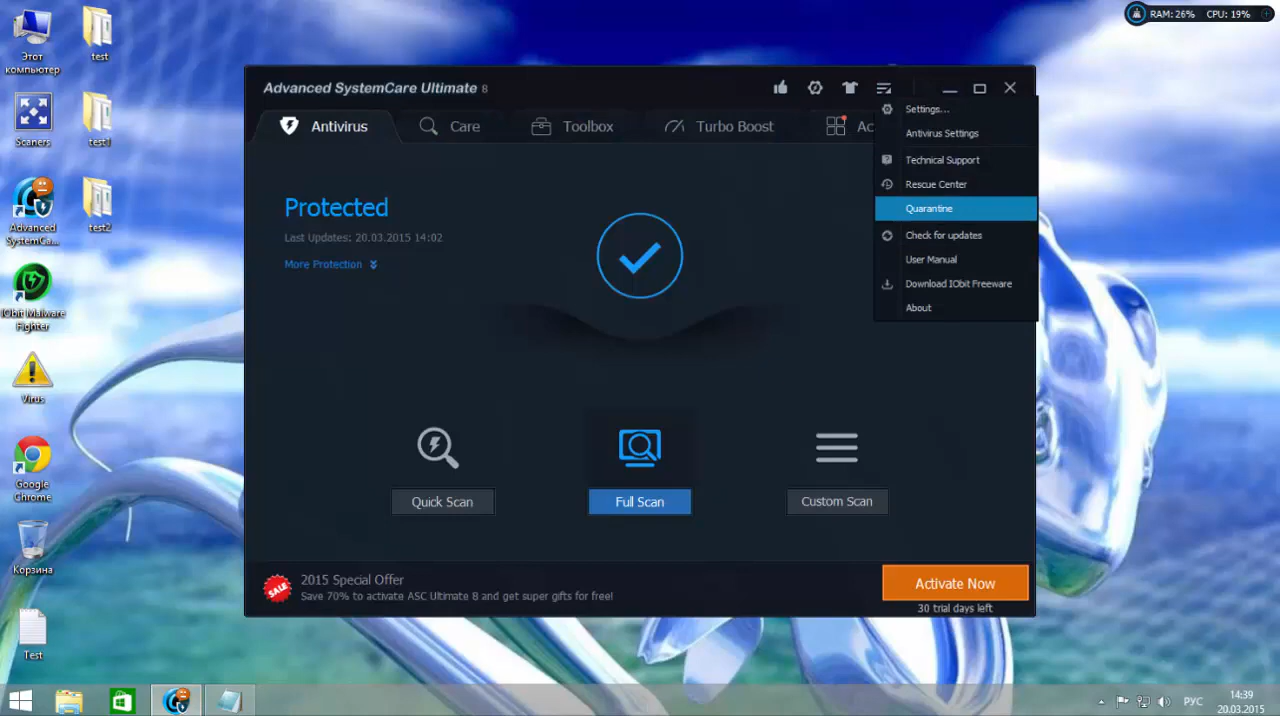 Этот
компьютер
test
Scaners
test1
Advanced
SystemCa...
test2
IObit Malware
Fighter
Virus
Google
Chrome
Корзина
Test
RAM: 26% CPU: 19%
Advanced SystemCare Ultimate 8
Antivirus
Care
Toolbox
Turbo Boost
Ac
Settings...
Antivirus Settings
Technical Support
Rescue Center
Quarantine
Check for updates
User Manual
Download IObit Freeware
About
Protected
Last Updates: 20.03.2015 14:02
More Protection
Quick Scan
Full Scan
Custom Scan
SALE
2015 Special Offer
Save 70% to activate ASC Ultimate 8 and get super gifts for free!
Activate Now
30 trial days left
РУС
14:39
20.03.2015